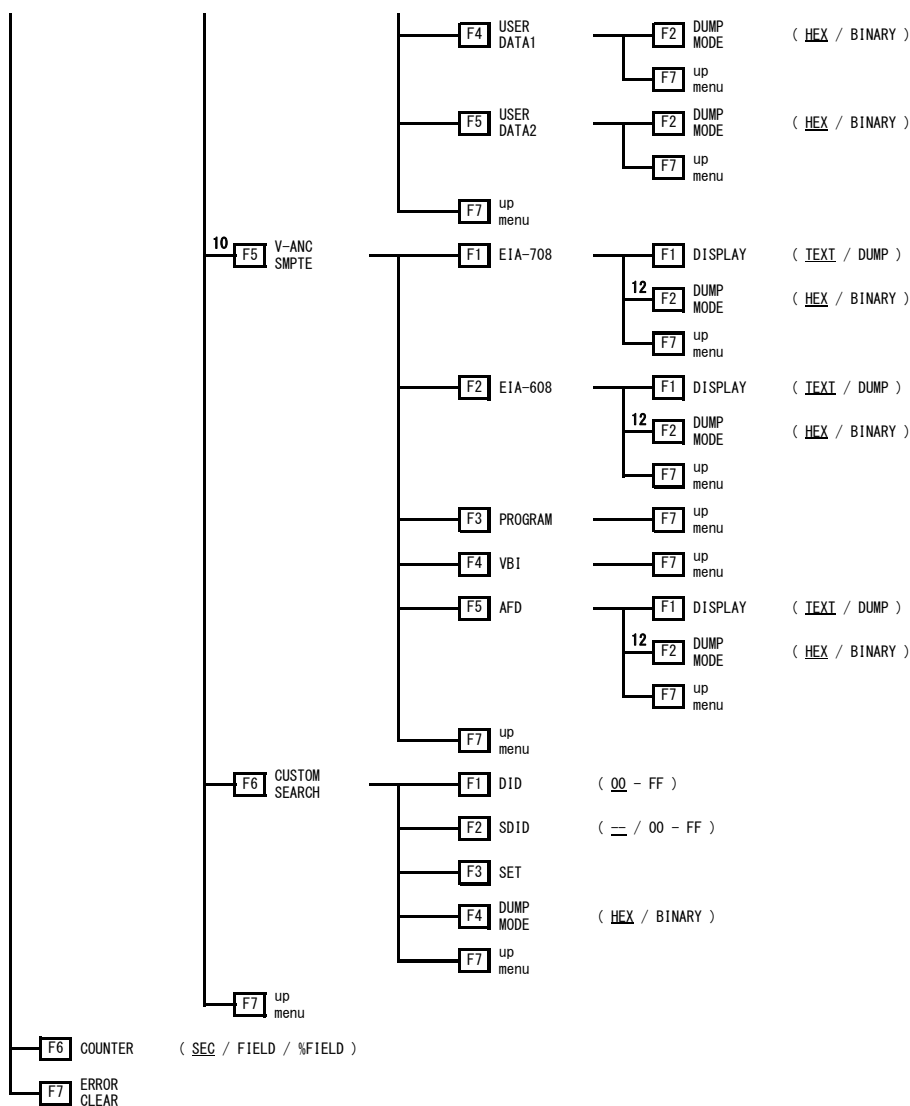 F4 USER DATA1 F2 DUMP MODE ( HEX / BINARY )
F7 up menu
F5 USER DATA2 F2 DUMP MODE ( HEX / BINARY )
F7 up menu
F7 up menu
10 F5 V-ANC SMPTE F1 EIA-708 F1 DISPLAY ( TEXT / DUMP )
12 F2 DUMP MODE ( HEX / BINARY )
F7 up menu
F2 EIA-608 F1 DISPLAY ( TEXT / DUMP )
12 F2 DUMP MODE ( HEX / BINARY )
F7 up menu
F3 PROGRAM F7 up menu
F4 VBI F7 up menu
F5 AFD F1 DISPLAY ( TEXT / DUMP )
12 F2 DUMP MODE ( HEX / BINARY )
F7 up menu
F7 up menu
F6 CUSTOM SEARCH F1 DID ( 00 - FF )
F2 SDID ( -- / 00 - FF )
F3 SET
F4 DUMP MODE ( HEX / BINARY )
F7 up menu
F7 up menu
F6 COUNTER ( SEC / FIELD / %FIELD )
F7 ERROR CLEAR